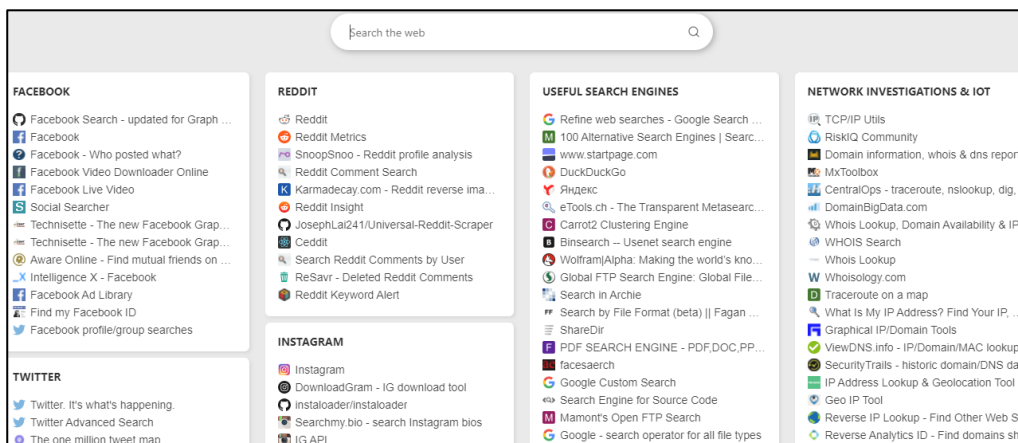 Search the web
FACEBOOK
Facebook Search - updated for Graph ...
Facebook
Facebook - Who posted what?
Facebook Video Downloader Online
Facebook Live Video
Social Searcher
Technisette - The new Facebook Grap...
Technisette - The new Facebook Grap...
Aware Online - Find mutual friends on ...
Intelligence X - Facebook
Facebook Ad Library
Find my Facebook ID
Facebook profile/group searches
TWITTER
Twitter. It's what's happening.
Twitter Advanced Search
The one million tweet map
REDDIT
Reddit
Reddit Metrics
SnoopSnoo - Reddit profile analysis
Reddit Comment Search
Karmadecay.com - Reddit reverse ima...
Reddit Insight
JosephLai241/Universal-Reddit-Scraper
Ceddit
Search Reddit Comments by User
ReSavr - Deleted Reddit Comments
Reddit Keyword Alert
INSTAGRAM
Instagram
DownloadGram - IG download tool
instaloader/instaloader
Searchmy.bio - search Instagram bios
IG API
USEFUL SEARCH ENGINES
Refine web searches - Google Search ...
100 Alternative Search Engines | Searc...
www.startpage.com
DuckDuckGo
Яндекс
eTools.ch - The Transparent Metasearc...
Carrot2 Clustering Engine
Binsearch -- Usenet search engine
Wolfram|Alpha: Making the world's kno...
Global FTP Search Engine: Global File...
Search in Archie
Search by File Format (beta) || Fagan ...
ShareDir
PDF SEARCH ENGINE - PDF,DOC,PP...
facesaerch
Google Custom Search
Search Engine for Source Code
Mamont's Open FTP Search
Google - search operator for all file types
NETWORK INVESTIGATIONS & IOT
TCP/IP Utils
RiskIQ Community
Domain information, whois & dns repor
MxToolbox
CentralOps - traceroute, nslookup, dig,
DomainBigData.com
Whois Lookup, Domain Availability & IP
WHOIS Search
Whois Lookup
Whoisology.com
Traceroute on a map
What Is My IP Address? Find Your IP, ...
Graphical IP/Domain Tools
ViewDNS.info - IP/Domain/MAC lookup
SecurityTrails - historic domain/DNS da
IP Address Lookup & Geolocation Tool
Geo IP Tool
Reverse IP Lookup - Find Other Web S
Reverse Analytics ID - Find domains sh